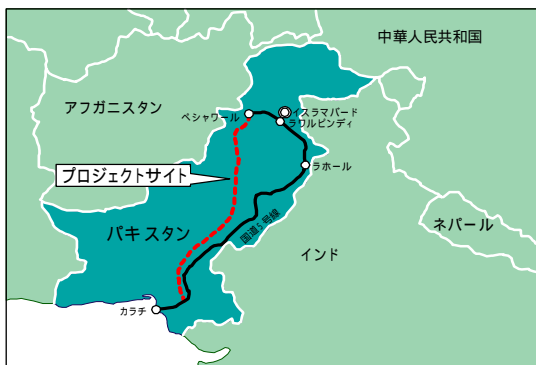 中華人民共和国
アフガニスタン
ペシャワール
イスラマバード
ラワルピンディ
プロジェクトサイト
ラホール
ネパール
パキスタン
国道5号線
インド
カラチ